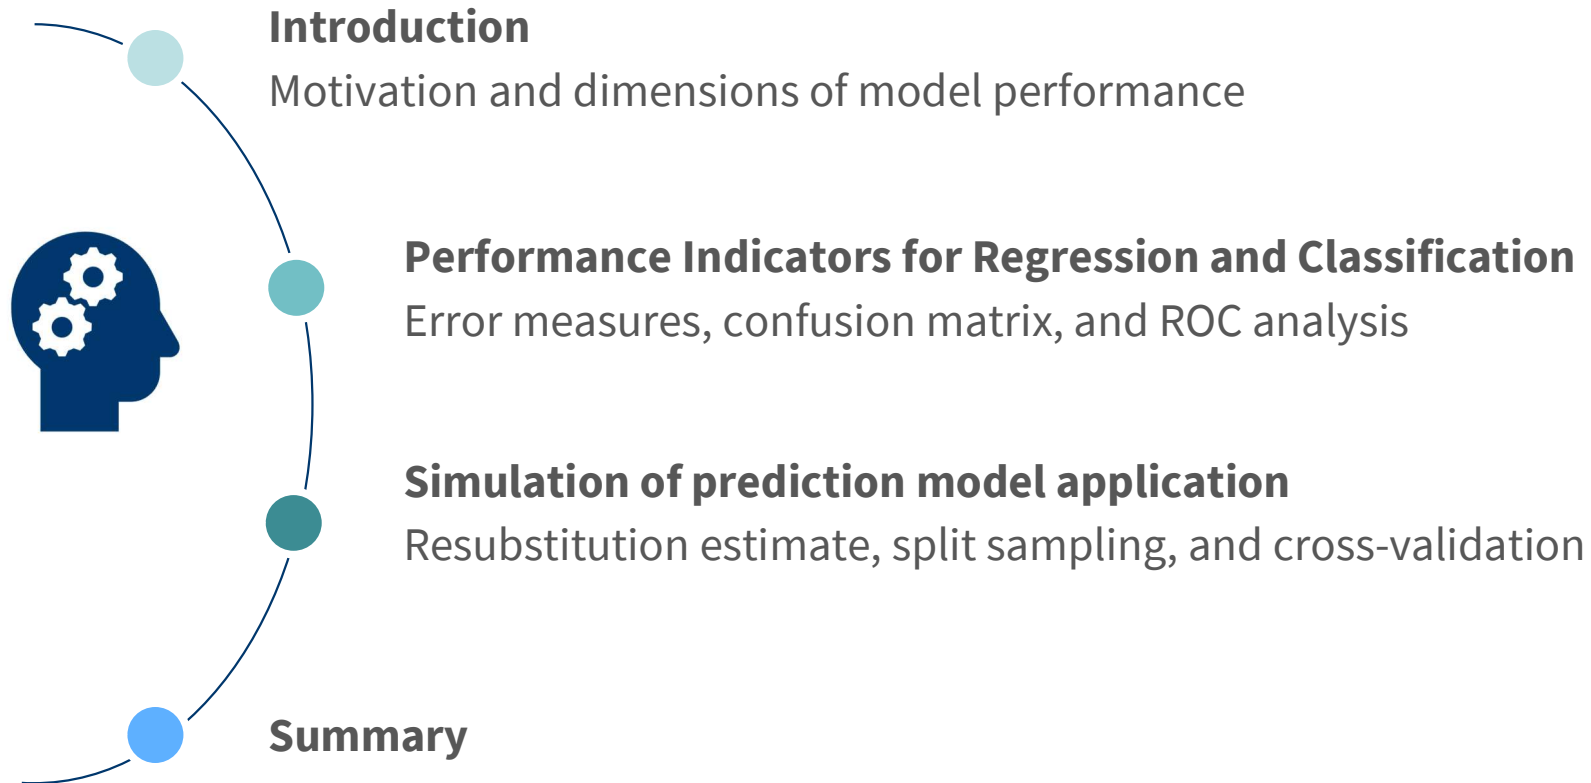 Introduction
Motivation and dimensions of model performance
Performance Indicators for Regression and Classification
Error measures, confusion matrix, and ROC analysis
Simulation of prediction model application
Resubstitution estimate, split sampling, and cross-validation
Summary